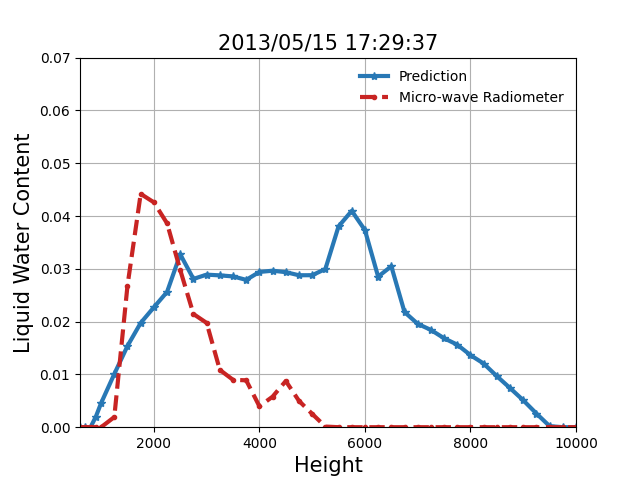 2013/05/15 17:29:37
Prediction
Micro-wave Radiometer
Liquid Water Content
0.07
0.06
0.05
0.04
0.03
0.02
0.01
0.00
2000 4000 6000 8000 10000
Height